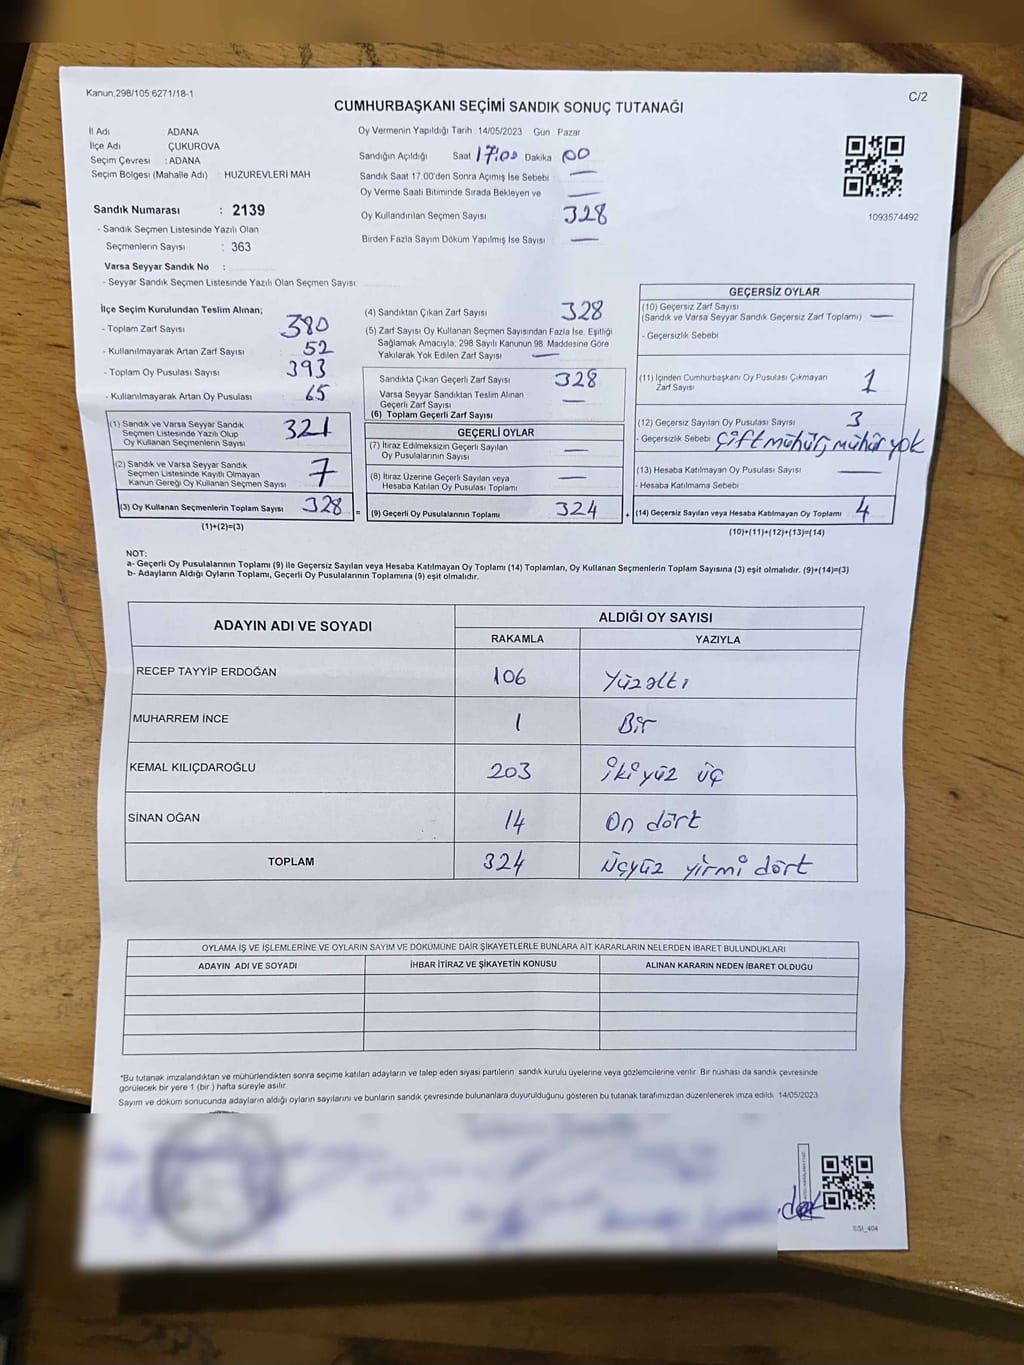 Kanun.298/105.6271/18-1
C/2
CUMHURBAŞKANI SEÇİMİ SANDIK SONUÇ TUTANAĞI
İl Adı ADANA
İlçe Adı : ÇUKUROVA
Seçim Çevresi : ADANA
Seçim Bölgesi (Mahalle Adı) HUZUREVLERİ MAH
Sandık Numarası : 2139
- Sandık Seçmen Listesinde Yazılı Olan
Seçmenlerin Sayısı : 363
Varsa Seyyar Sandık No :
- Seyyar Sandık Seçmen Listesinde Yazılı Olan Seçmen Sayısı:
Oy Vermenin Yapıldığı Tarih : 14/05/2023 Gün Pazar
Sandığın Açıldığı Saat 17:00 Dakika 00
Sandık Saat 17.00'den Sonra Açımış İse Sebebi —
Oy Verme Saati Bitiminde Sırada Bekleyen ve —
Oy Kullandırılan Seçmen Sayısı 328
Birden Fazla Sayım Döküm Yapılmış İse Sayısı —
1093574492
İlçe Seçim Kurulundan Teslim Alınan;
- Toplam Zarf Sayısı 380
- Kullanılmayarak Artan Zarf Sayısı 52
- Toplam Oy Pusulası Sayısı 393
- Kullanılmayarak Artan Oy Pusulası 65
(1) Sandık ve Varsa Seyyar Sandık
Seçmen Listesinde Yazılı Olup
Oy Kullanan Seçmenlerin Sayısı 321
(2) Sandık ve Varsa Seyyar Sandık
Seçmen Listesinde Kayıtlı Olmayan
Kanun Gereği Oy Kullanan Seçmen Sayısı 7
(3) Oy Kullanan Seçmenlerin Toplam Sayısı 328 =
(1)+(2)=(3)
(4) Sandıktan Çıkan Zarf Sayısı 328
(5) Zarf Sayısı Oy Kullanan Seçmen Sayısından Fazla İse, Eşitliği
Sağlamak Amacıyla, 298 Sayılı Kanunun 98. Maddesine Göre
Yakılarak Yok Edilen Zarf Sayısı —
Sandıkta Çıkan Geçerli Zarf Sayısı 328
Varsa Seyyar Sandıktan Teslim Alınan
Geçerli Zarf Sayısı —
(6) Toplam Geçerli Zarf Sayısı
GEÇERLİ OYLAR
(7) İtiraz Edilmeksizin Geçerli Sayılan
Oy Pusulalarının Sayısı —
(8) İtiraz Üzerine Geçerli Sayılan veya
Hesaba Katılan Oy Pusulası Toplamı —
(9) Geçerli Oy Pusulalarının Toplamı 324 +
GEÇERSİZ OYLAR
(10) Geçersiz Zarf Sayısı
(Sandık ve Varsa Seyyar Sandık Geçersiz Zarf Toplamı) —
- Geçersizlik Sebebi
(11) İçinden Cumhurbaşkanı Oy Pusulası Çıkmayan
Zarf Sayısı 1
(12) Geçersiz Sayılan Oy Pusulası Sayısı 3
- Geçersizlik Sebebi Çift mühür, mühür yok
(13) Hesaba Katılmayan Oy Pusulası Sayısı —
- Hesaba Katılmama Sebebi
(14) Geçersiz Sayılan veya Hesaba Katılmayan Oy Toplamı 4
(10)+(11)+(12)+(13)=(14)
NOT:
a- Geçerli Oy Pusulalarının Toplamı (9) ile Geçersiz Sayılan veya Hesaba Katılmayan Oy Toplamı (14) Toplamları, Oy Kullanan Seçmenlerin Toplam Sayısına (3) eşit olmalıdır. (9)+(14)=(3)
b- Adayların Aldığı Oyların Toplamı, Geçerli Oy Pusulalarının Toplamına (9) eşit olmalıdır.
ADAYIN ADI VE SOYADI ALDIĞI OY SAYISI
RAKAMLA YAZIYLA
RECEP TAYYİP ERDOĞAN 106 Yüzaltı
MUHARREM İNCE 1 Bir
KEMAL KILIÇDAROĞLU 203 ikiyüz üç
SİNAN OĞAN 14 On dört
TOPLAM 324 Üçyüz yirmi dört
OYLAMA İŞ VE İŞLEMLERİNE VE OYLARIN SAYIM VE DÖKÜMÜNE DAİR ŞİKAYETLERLE BUNLARA AİT KARARLARIN NELERDEN İBARET BULUNDUKLARI
ADAYIN ADI VE SOYADI İHBAR İTİRAZ VE ŞİKAYETİN KONUSU ALINAN KARARIN NEDEN İBARET OLDUĞU
*Bu tutanak imzalandıktan ve mühürlendikten sonra seçime katılan adayların ve talep eden siyasi partilerin sandık kurulu üyelerine veya gözlemcilerine verilir. Bir nüshası da sandık çevresinde
görülecek bir yere 1 (bir ) hafta süreyle asılır.
Sayım ve döküm sonucunda adayların aldığı oyların sayılarını ve bunların sandık çevresinde bulunanlara duyurulduğunu gösteren bu tutanak tarafımızdan düzenlenerek imza edildi. 14/05/2023